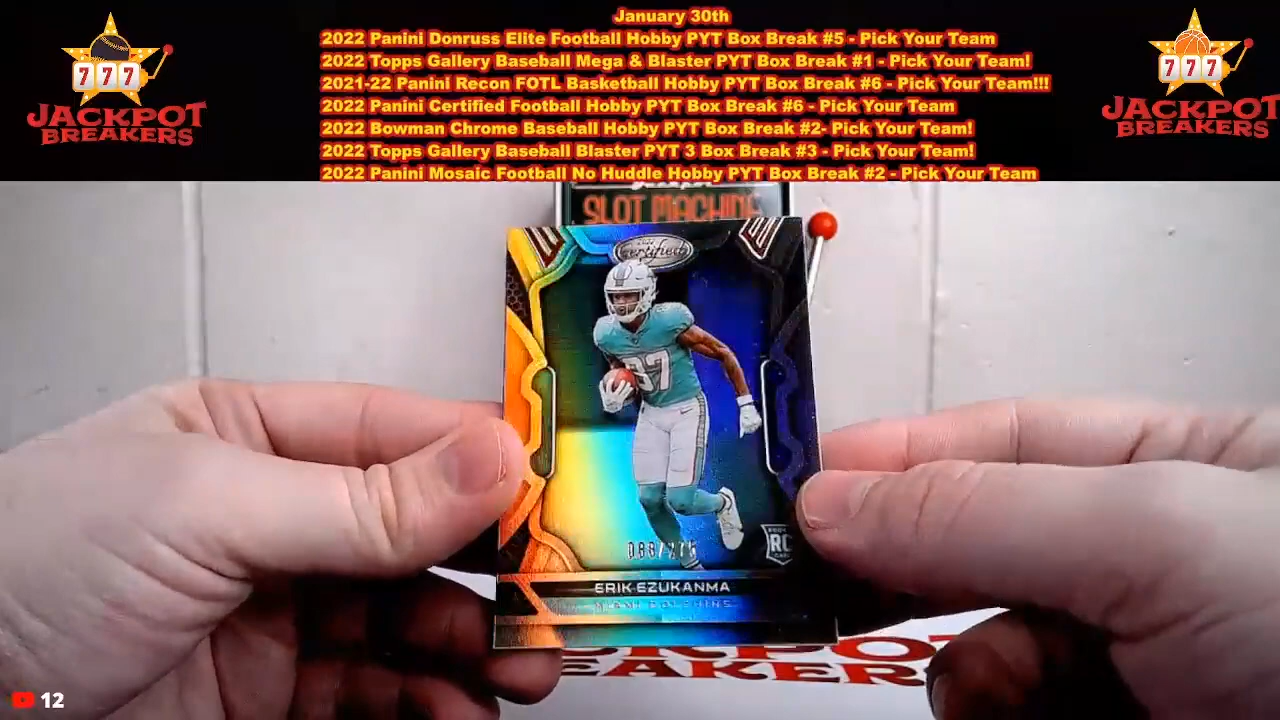 January 30th
2022 Panini Donruss Elite Football Hobby PYT Box Break #5 - Pick Your Team
2022 Topps Gallery Baseball Mega & Blaster PYT Box Break #1 - Pick Your Team!
2021-22 Panini Recon FOTL Basketball Hobby PYT Box Break #6 - Pick Your Team!!!
2022 Panini Certified Football Hobby PYT Box Break #6 - Pick Your Team
2022 Bowman Chrome Baseball Hobby PYT Box Break #2- Pick Your Team!
2022 Topps Gallery Baseball Blaster PYT 3 Box Break #3 - Pick Your Team!
2022 Panini Mosaic Football No Huddle Hobby PYT Box Break #2 - Pick Your Team
777
JACKPOT
BREAKERS
777
JACKPOT
BREAKERS
SLOT MACHINE
Certified
87
RC
ERIK EZUKANMA
MIAMI DOLPHINS
12